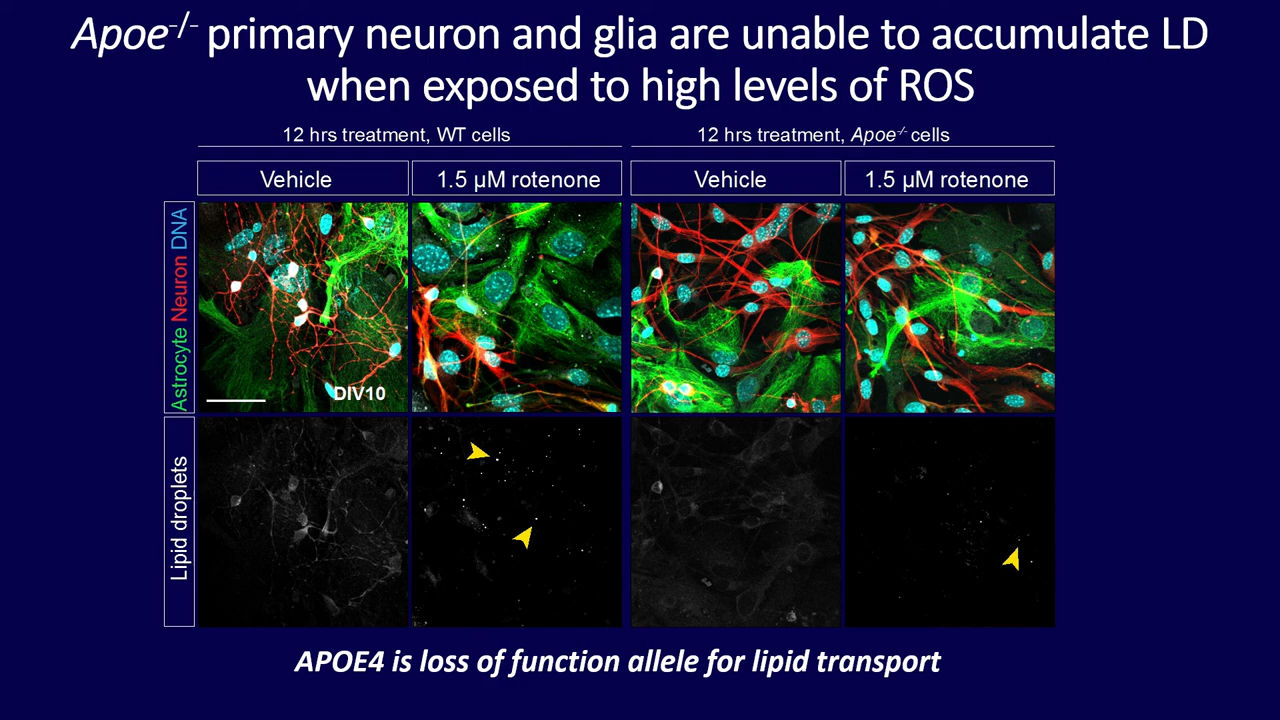 Apoe-/- primary neuron and glia are unable to accumulate LD
when exposed to high levels of ROS
12 hrs treatment, WT cells
12 hrs treatment, Apoe-/- cells
Vehicle
1.5 µM rotenone
Vehicle
1.5 µM rotenone
Astrocyte Neuron DNA
DIV10
Lipid droplets
APOE4 is loss of function allele for lipid transport